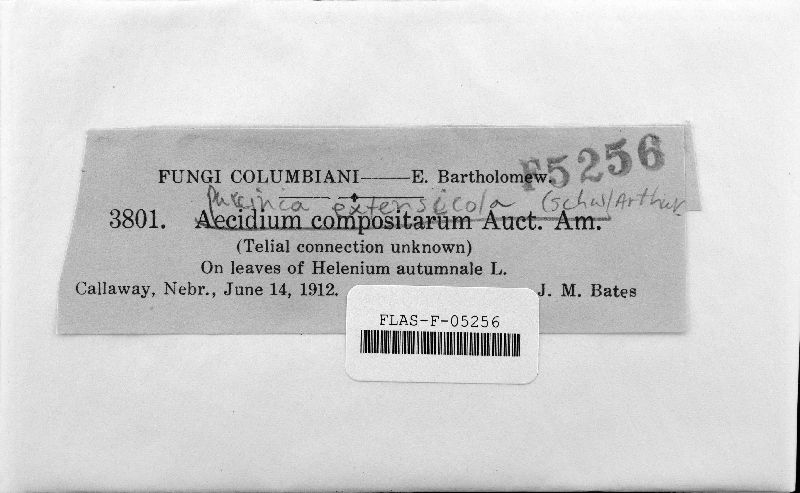 F5256
FUNGI COLUMBIANI——E. Bartholomew.
Puccinia extensicola (Schw) Arthur
3801. Aecidium compositarum Auct. Am.
(Telial connection unknown)
On leaves of Helenium autumnale L.
Callaway, Nebr., June 14, 1912. J. M. Bates
FLAS-F-05256